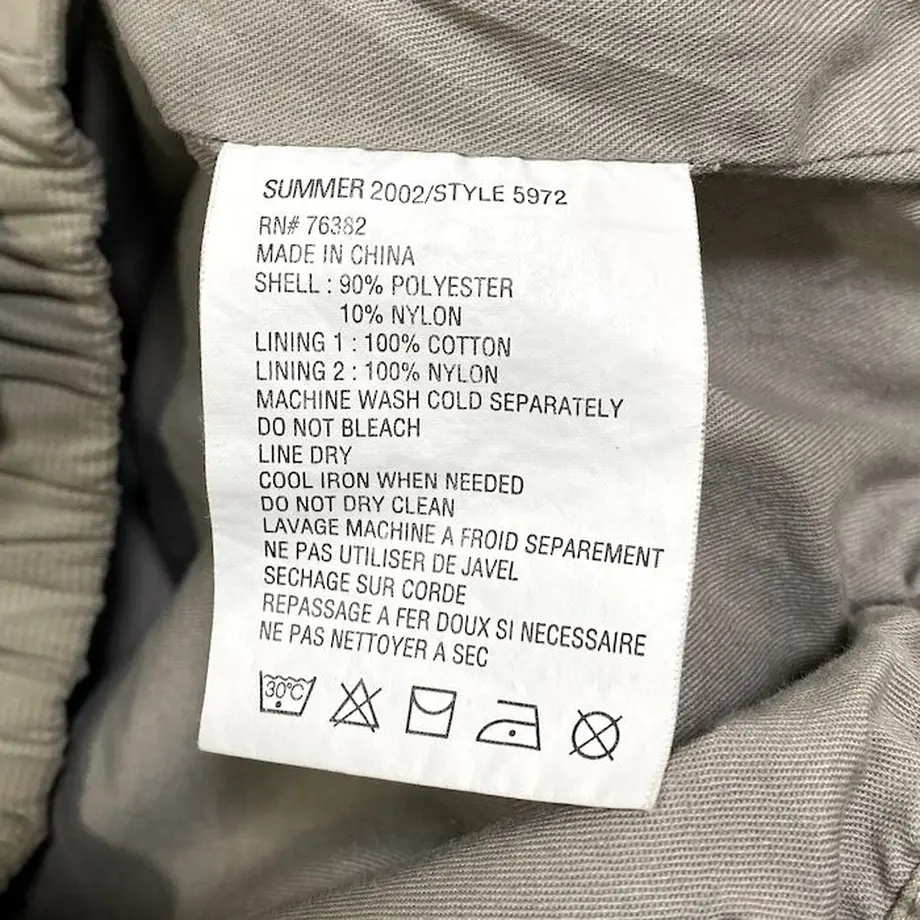 SUMMER 2002/STYLE 5972
RN# 76382
MADE IN CHINA
SHELL : 90% POLYESTER
10% NYLON
LINING 1 : 100% COTTON
LINING 2 : 100% NYLON
MACHINE WASH COLD SEPARATELY
DO NOT BLEACH
LINE DRY
COOL IRON WHEN NEEDED
DO NOT DRY CLEAN
LAVAGE MACHINE A FROID SEPAREMENT
NE PAS UTILISER DE JAVEL
SECHAGE SUR CORDE
REPASSAGE A FER DOUX SI NECESSAIRE
NE PAS NETTOYER A SEC
30°C